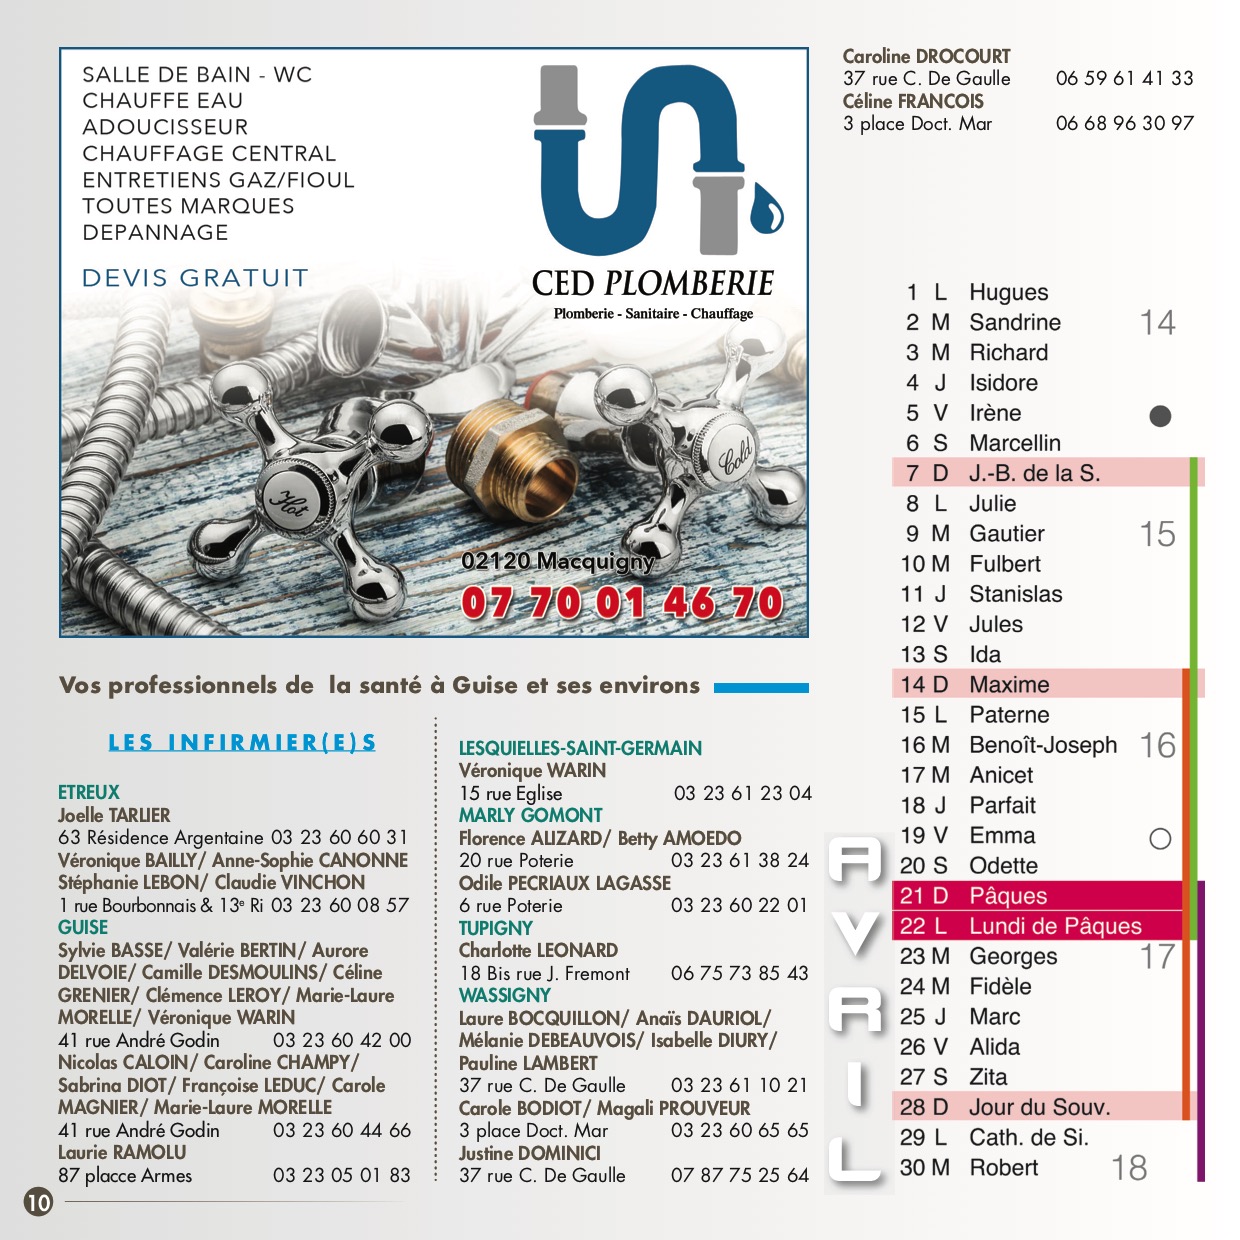 SALLE DE BAIN - WC
CHAUFFE EAU
ADOUCISSEUR
CHAUFFAGE CENTRAL
ENTRETIENS GAZ/FIOUL
TOUTES MARQUES
DEPANNAGE
DEVIS GRATUIT
CED PLOMBERIE
Plomberie - Sanitaire - Chauffage
Hot
Cold
02120 Macquigny
07 70 01 46 70
Vos professionnels de la santé à Guise et ses environs
LES INFIRMIER(E)S
ETREUX
Joelle TARLIER
63 Résidence Argentaine 03 23 60 60 31
Véronique BAILLY/ Anne-Sophie CANONNE
Stéphanie LEBON/ Claudie VINCHON
1 rue Bourbonnais & 13e Ri 03 23 60 08 57
GUISE
Sylvie BASSE/ Valérie BERTIN/ Aurore
DELVOIE/ Camille DESMOULINS/ Céline
GRENIER/ Clémence LEROY/ Marie-Laure
MORELLE/ Véronique WARIN
41 rue André Godin 03 23 60 42 00
Nicolas CALOIN/ Caroline CHAMPY/
Sabrina DIOT/ Françoise LEDUC/ Carole
MAGNIER/ Marie-Laure MORELLE
41 rue André Godin 03 23 60 44 66
Laurie RAMOLU
87 placce Armes 03 23 05 01 83
LESQUIELLES-SAINT-GERMAIN
Véronique WARIN
15 rue Eglise 03 23 61 23 04
MARLY GOMONT
Florence ALIZARD/ Betty AMOEDO
20 rue Poterie 03 23 61 38 24
Odile PECRIAUX LAGASSE
6 rue Poterie 03 23 60 22 01
TUPIGNY
Charlotte LEONARD
18 Bis rue J. Fremont 06 75 73 85 43
WASSIGNY
Laure BOCQUILLON/ Anaïs DAURIOL/
Mélanie DEBEAUVOIS/ Isabelle DIURY/
Pauline LAMBERT
37 rue C. De Gaulle 03 23 61 10 21
Carole BODIOT/ Magali PROUVEUR
3 place Doct. Mar 03 23 60 65 65
Justine DOMINICI
37 rue C. De Gaulle 07 87 75 25 64
Caroline DROCOURT
37 rue C. De Gaulle 06 59 61 41 33
Céline FRANCOIS
3 place Doct. Mar 06 68 96 30 97
AVRIL
1 L Hugues
2 M Sandrine 14
3 M Richard
4 J Isidore
5 V Irène
6 S Marcellin
7 D J.-B. de la S.
8 L Julie
9 M Gautier 15
10 M Fulbert
11 J Stanislas
12 V Jules
13 S Ida
14 D Maxime
15 L Paterne
16 M Benoît-Joseph 16
17 M Anicet
18 J Parfait
19 V Emma
20 S Odette
21 D Pâques
22 L Lundi de Pâques
23 M Georges 17
24 M Fidèle
25 J Marc
26 V Alida
27 S Zita
28 D Jour du Souv.
29 L Cath. de Si.
30 M Robert 18
10